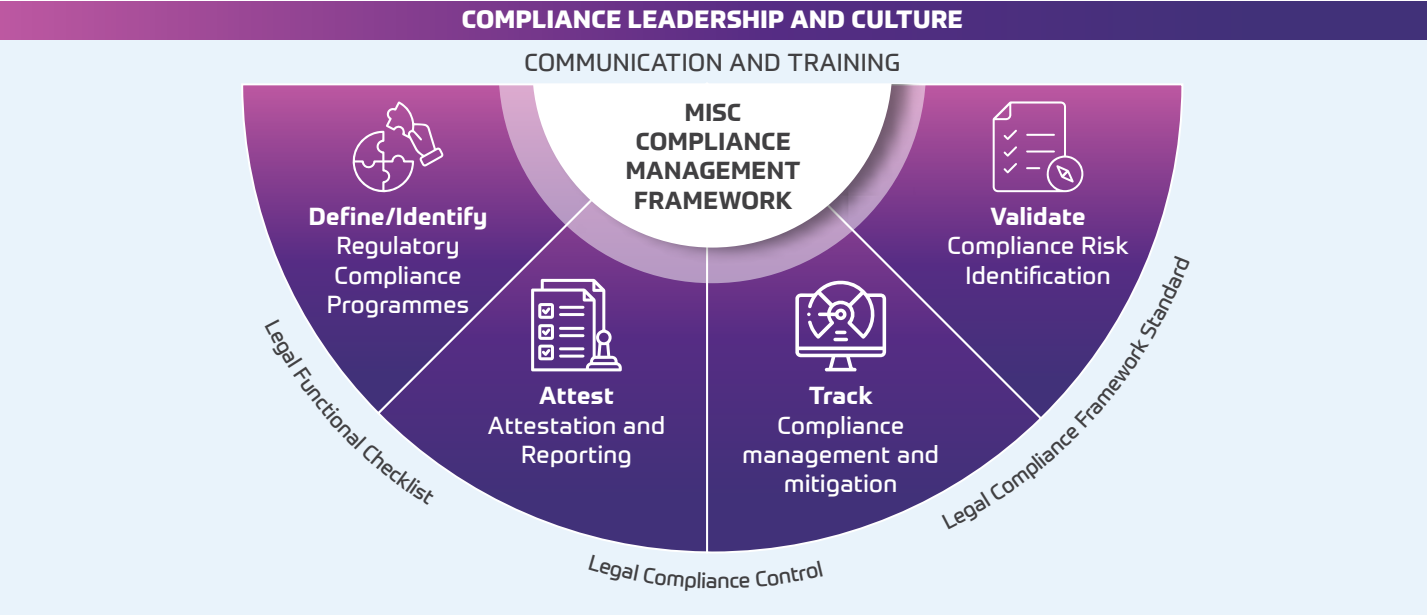 COMPLIANCE LEADERSHIP AND CULTURE
COMMUNICATION AND TRAINING
MISC
COMPLIANCE
MANAGEMENT
FRAMEWORK
Define/Identify
Regulatory
Compliance
Programmes
Attest
Attestation and
Reporting
Track
Compliance
management and
mitigation
Validate
Compliance Risk
Identification
Legal Functional Checklist
Legal Compliance Control
Legal Compliance Framework Standard